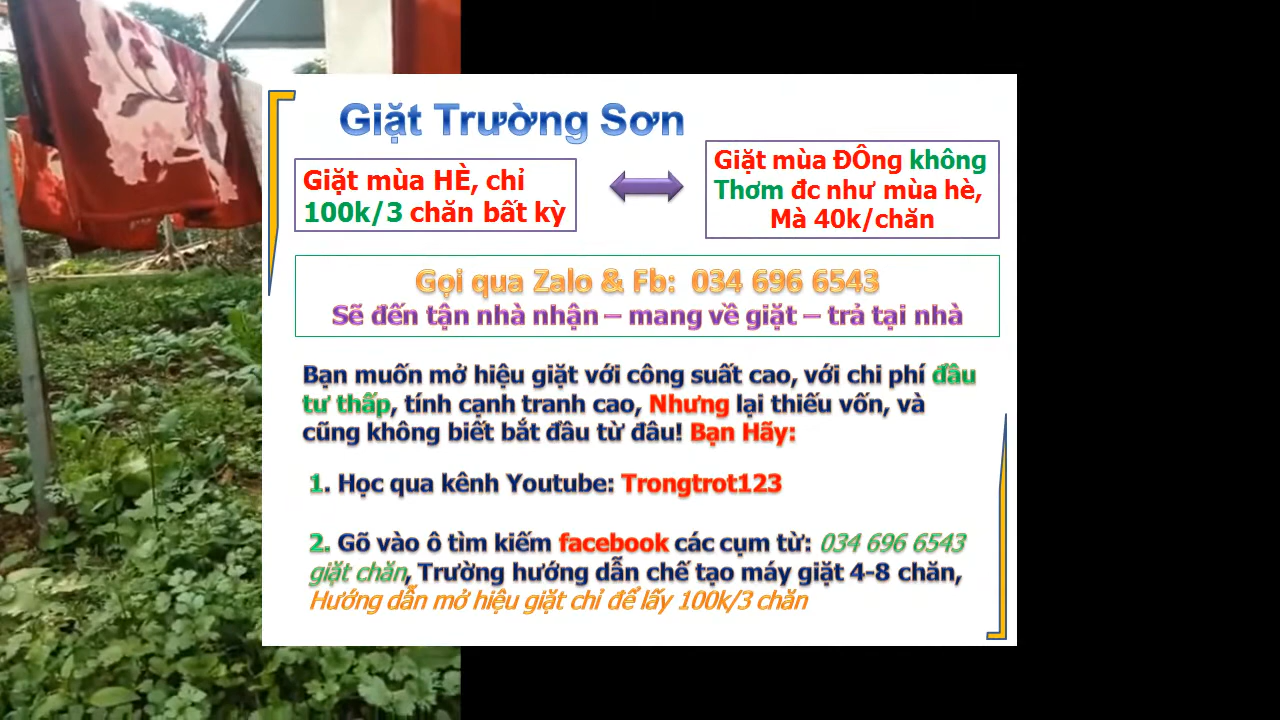 Giặt Trường Sơn
Giặt mùa HÈ, chỉ
100k/3 chăn bất kỳ
Giặt mùa ĐÔng không
Thơm đc như mùa hè,
Mà 40k/chăn
Gọi qua Zalo & Fb: 034 696 6543
Sẽ đến tận nhà nhận – mang về giặt – trả tại nhà
Bạn muốn mở hiệu giặt với công suất cao, với chi phí đầu
tư thấp, tính cạnh tranh cao, Nhưng lại thiếu vốn, và
cũng không biết bắt đầu từ đâu! Bạn Hãy:
1. Học qua kênh Youtube: Trongtrot123
2. Gõ vào ô tìm kiếm facebook các cụm từ: 034 696 6543
giặt chăn, Trường hướng dẫn chế tạo máy giặt 4-8 chăn,
Hướng dẫn mở hiệu giặt chỉ để lấy 100k/3 chăn